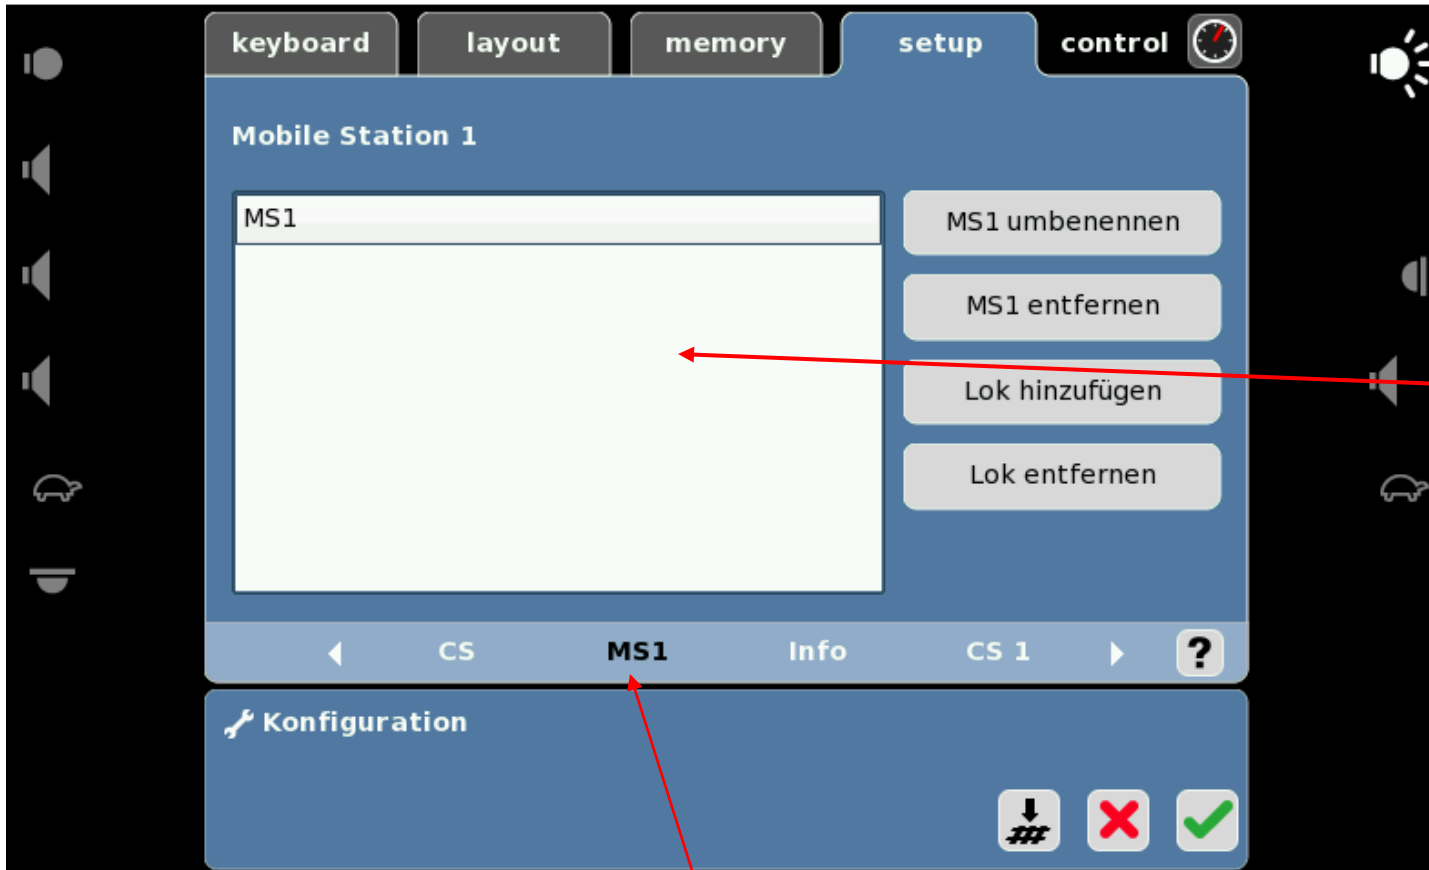 keyboard layout memory setup control
Mobile Station 1
MS1
MS1 umbenennen
MS1 entfernen
Lok hinzufügen
Lok entfernen
CS MS1 Info CS 1 ?
Konfiguration